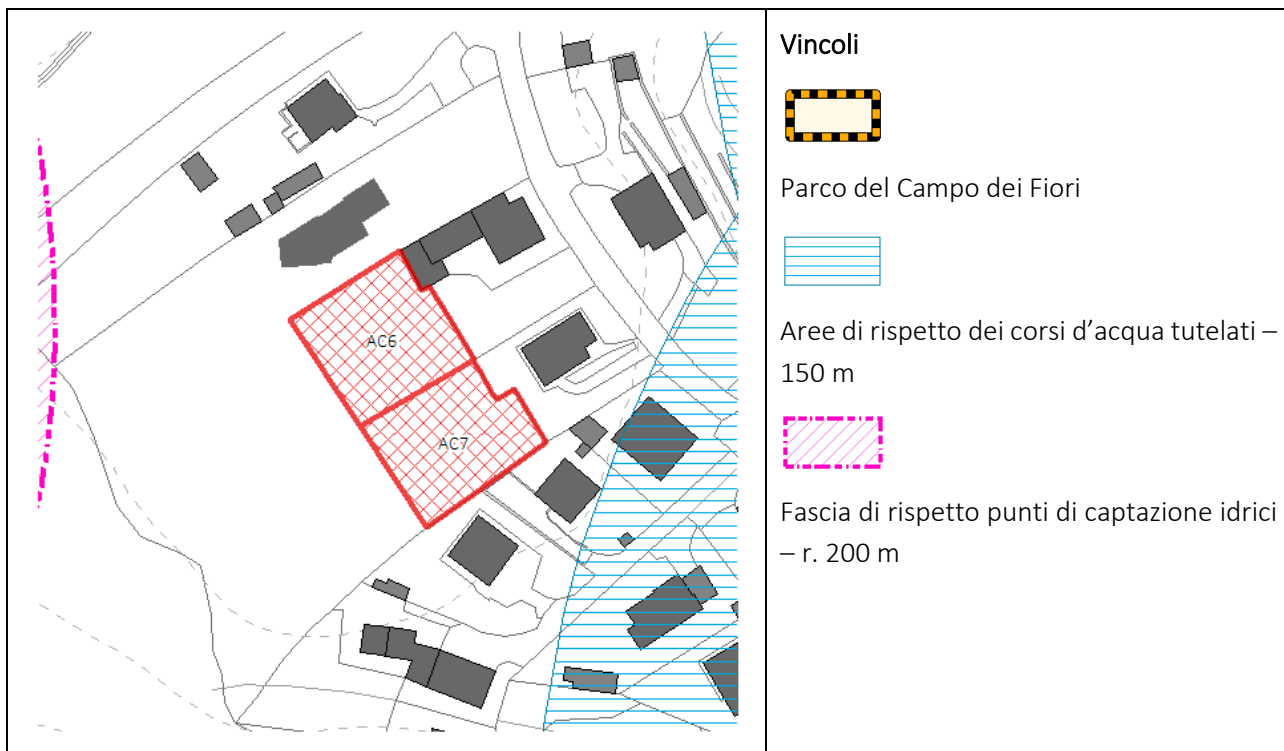 Vincoli
Parco del Campo dei Fiori
Aree di rispetto dei corsi d’acqua tutelati –
150 m
Fascia di rispetto punti di captazione idrici
– r. 200 m
AC6
AC7